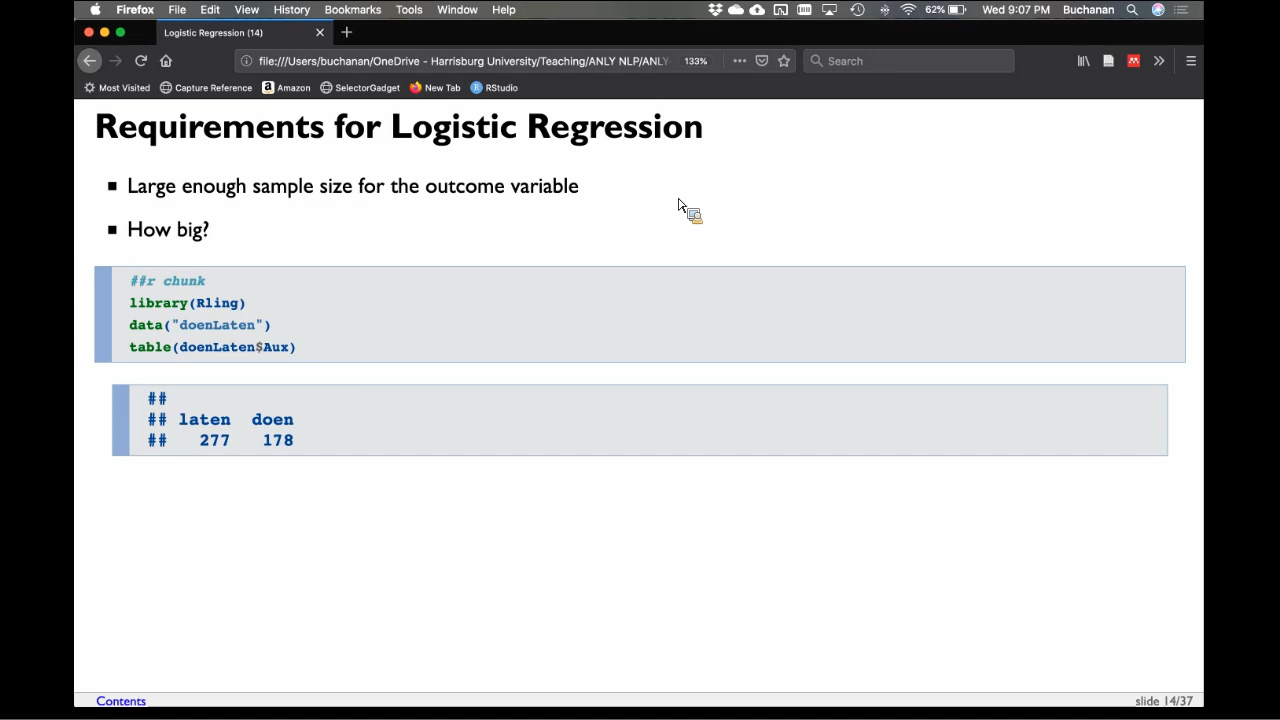 Firefox File Edit View History Bookmarks Tools Window Help 62% Wed 9:07 PM Buchanan
Logistic Regression (14)
file:///Users/buchanan/OneDrive - Harrisburg University/Teaching/ANLY NLP/ANLY- 133% Search
Most Visited Capture Reference Amazon SelectorGadget New Tab RStudio
Requirements for Logistic Regression
Large enough sample size for the outcome variable
How big?
##r chunk
library(Rling)
data("doenLaten")
table(doenLaten$Aux)
##
## laten doen
## 277 178
Contents slide 14/37